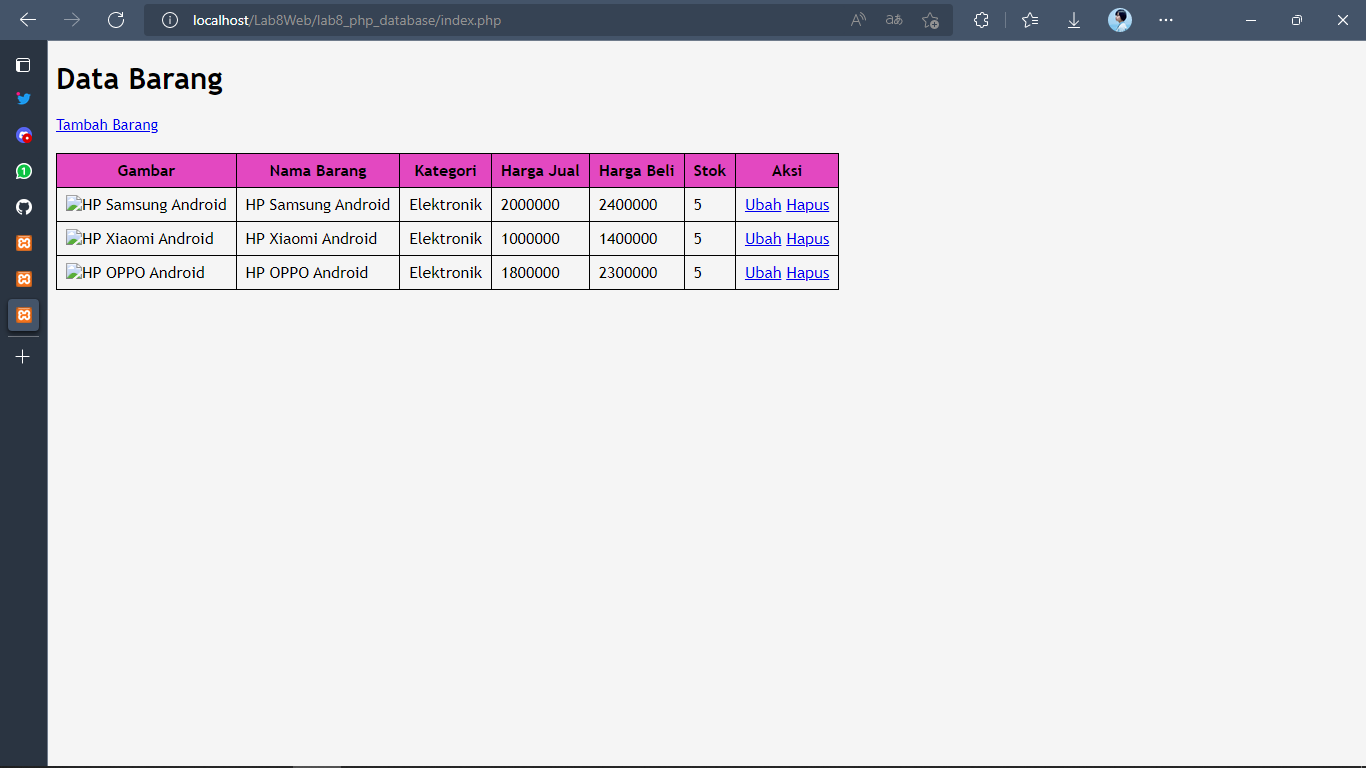 localhost/Lab8Web/lab8_php_database/index.php
Data Barang
Tambah Barang
Gambar Nama Barang Kategori Harga Jual Harga Beli Stok Aksi
HP Samsung Android HP Samsung Android Elektronik 2000000 2400000 5 Ubah Hapus
HP Xiaomi Android HP Xiaomi Android Elektronik 1000000 1400000 5 Ubah Hapus
HP OPPO Android HP OPPO Android Elektronik 1800000 2300000 5 Ubah Hapus